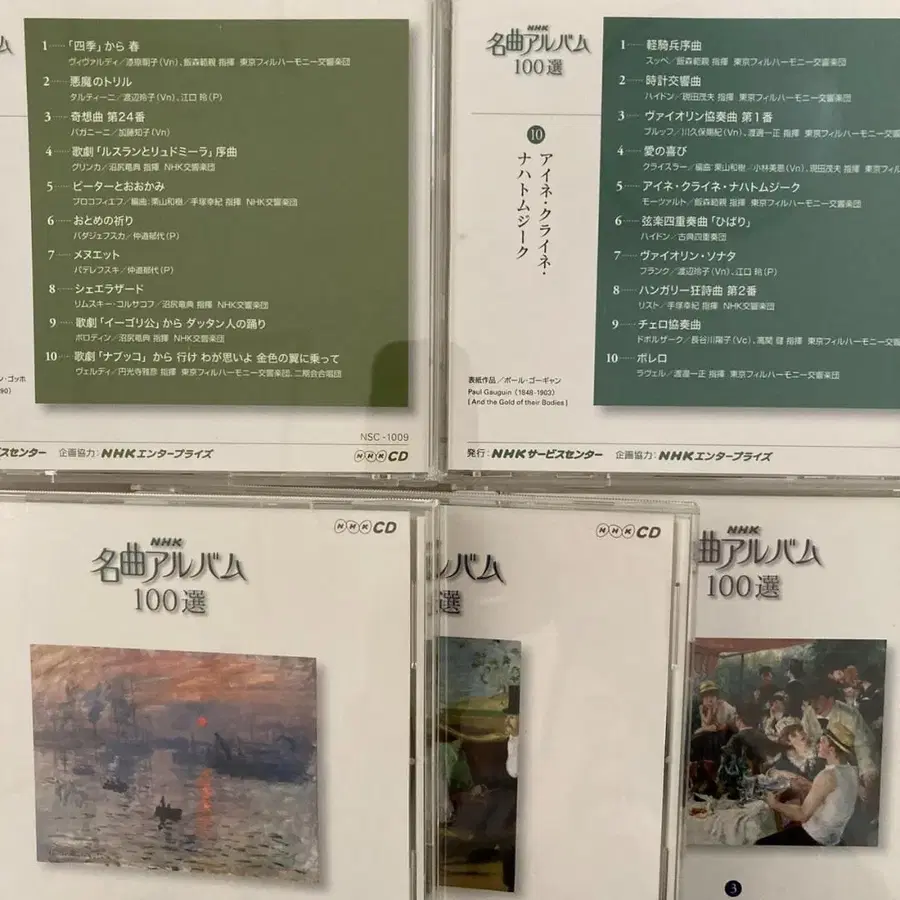 1……「四季」から 春
ヴィヴァルディ／漆原朝子(Vn)、飯森範親 指揮 東京フィルハーモニー交響楽団
2……悪魔のトリル
タルティーニ／渡辺玲子(Vn)、江口 玲(P)
3……奇想曲 第24番
パガニーニ／加藤知子(Vn)
4……歌劇「ルスランとリュドミーラ」序曲
グリンカ／沼尻竜典 指揮 NHK交響楽団
5……ピーターとおおかみ
プロコフィエフ／編曲：栗山和樹／手塚幸紀 指揮 NHK交響楽団
6……おとめの祈り
バダジェフスカ／仲道郁代(P)
7……メヌエット
パデレフスキ／仲道郁代(P)
8……シェエラザード
リムスキー・コルサコフ／沼尻竜典 指揮 NHK交響楽団
9……歌劇「イーゴリ公」から ダッタン人の踊り
ボロディン／沼尻竜典 指揮 NHK交響楽団
10……歌劇「ナブッコ」から 行け わが思いよ 金色の翼に乗って
ヴェルディ／円光寺雅彦 指揮 東京フィルハーモニー交響楽団、二期会合唱団
ン・ゴッホ
90)
NSC-1009
ビスセンター 企画協力：NHKエンタープライズ
NHK CD
NHK
名曲アルバム
100選
10
アイネ・クライネ・
ナハトムジーク
1……軽騎兵序曲
スッペ／飯森範親 指揮 東京フィルハーモニー交響楽団
2……時計交響曲
ハイドン／現田茂夫 指揮 東京フィルハーモニー交響楽団
3……ヴァイオリン協奏曲 第1番
ブルッフ／川久保賜紀(Vn)、渡邊一正 指揮 東京フィルハーモニー交響楽
4……愛の喜び
クライスラー／編曲：栗山和樹／小林美恵(Vn)、現田茂夫 指揮 東京フィルハー
5……アイネ・クライネ・ナハトムジーク
モーツァルト／飯森範親 指揮 東京フィルハーモニー交響楽団
6……弦楽四重奏曲「ひばり」
ハイドン／古典四重奏団
7……ヴァイオリン・ソナタ
フランク／渡辺玲子(Vn)、江口 玲(P)
8……ハンガリー狂詩曲 第2番
リスト／手塚幸紀 指揮 NHK交響楽団
9……チェロ協奏曲
ドボルザーク／長谷川陽子(Vc)、高関 健 指揮 東京フィルハーモニー交響楽
10……ボレロ
ラヴェル／渡邊一正 指揮 東京フィルハーモニー交響楽団
表紙作品／ポール・ゴーギャン
Paul Gauguin (1848-1903)
[And the Gold of their Bodies]
発行：NHKサービスセンター 企画協力：NHKエンタープライズ
NHK CD
NHK
名曲アルバム
100選
NHK CD
ルバム
選
NHK
曲アルバム
100選
3